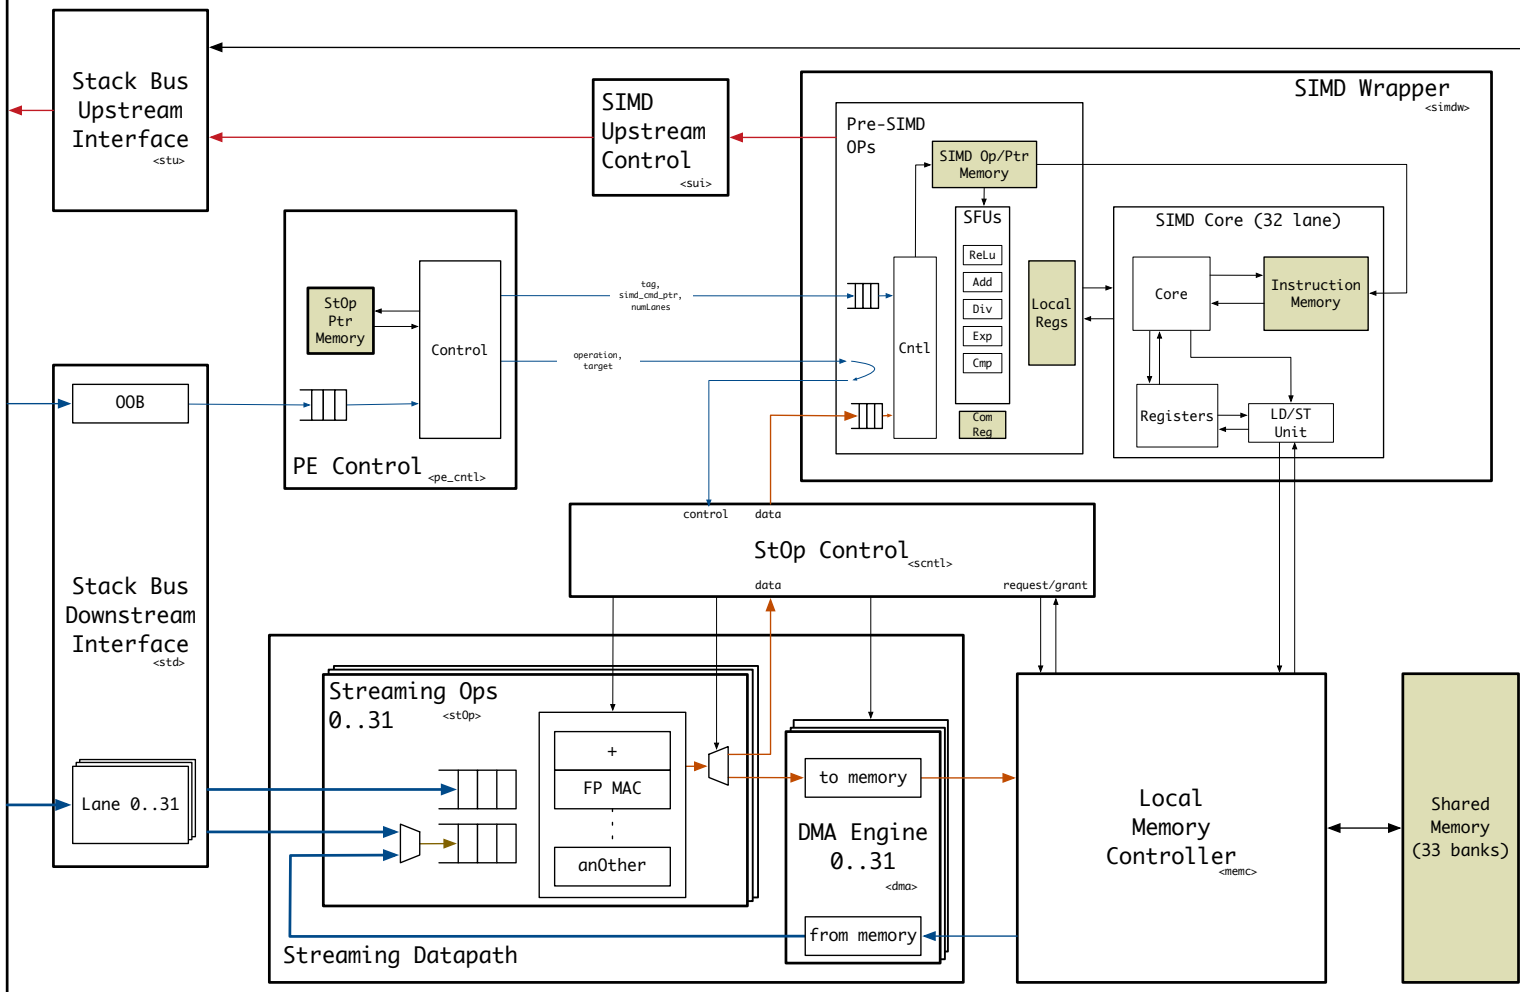 Stack Bus
Upstream
Interface
<stu>
SIMD
Upstream
Control
<sui>
SIMD Wrapper
<simdw>
Pre-SIMD
OPs
SIMD Op/Ptr
Memory
SFUs
ReLu
Add
Div
Exp
Cmp
Com
Reg
Local
Regs
Cntl
SIMD Core (32 lane)
Core
Instruction
Memory
Registers
LD/ST
Unit
StOp
Ptr
Memory
Control
PE Control
<pe_cntl>
tag,
simd_cmd_ptr,
numLanes
operation,
target
OOB
Stack Bus
Downstream
Interface
<std>
Lane 0..31
control
data
StOp Control
<scntl>
data
request/grant
Streaming Ops
0..31
<stOp>
+
FP MAC
anOther
to memory
DMA Engine
0..31
<dma>
from memory
Streaming Datapath
Local
Memory
Controller
<memc>
Shared
Memory
(33 banks)